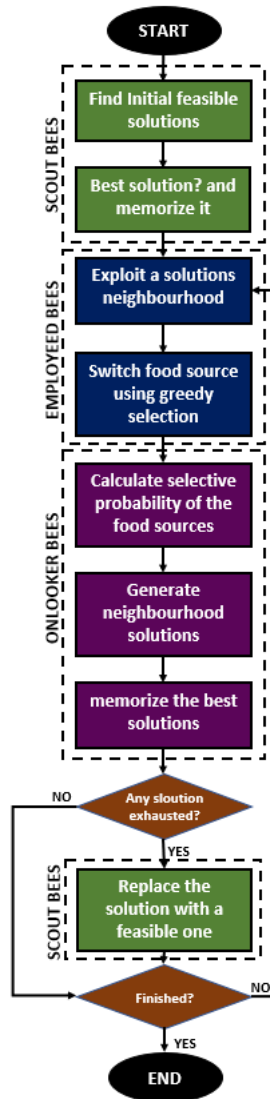 START
SCOUT BEES
Find Initial feasible
solutions
Best solution? and
memorize it
EMPLOYEED BEES
Exploit a solutions
neighbourhood
Switch food source
using greedy
selection
ONLOOKER BEES
Calculate selective
probability of the
food sources
Generate
neighbourhood
solutions
memorize the best
solutions
NO
Any sloution
exhausted?
YES
SCOUT BEES
Replace the
solution with a
feasible one
Finished?
NO
YES
END